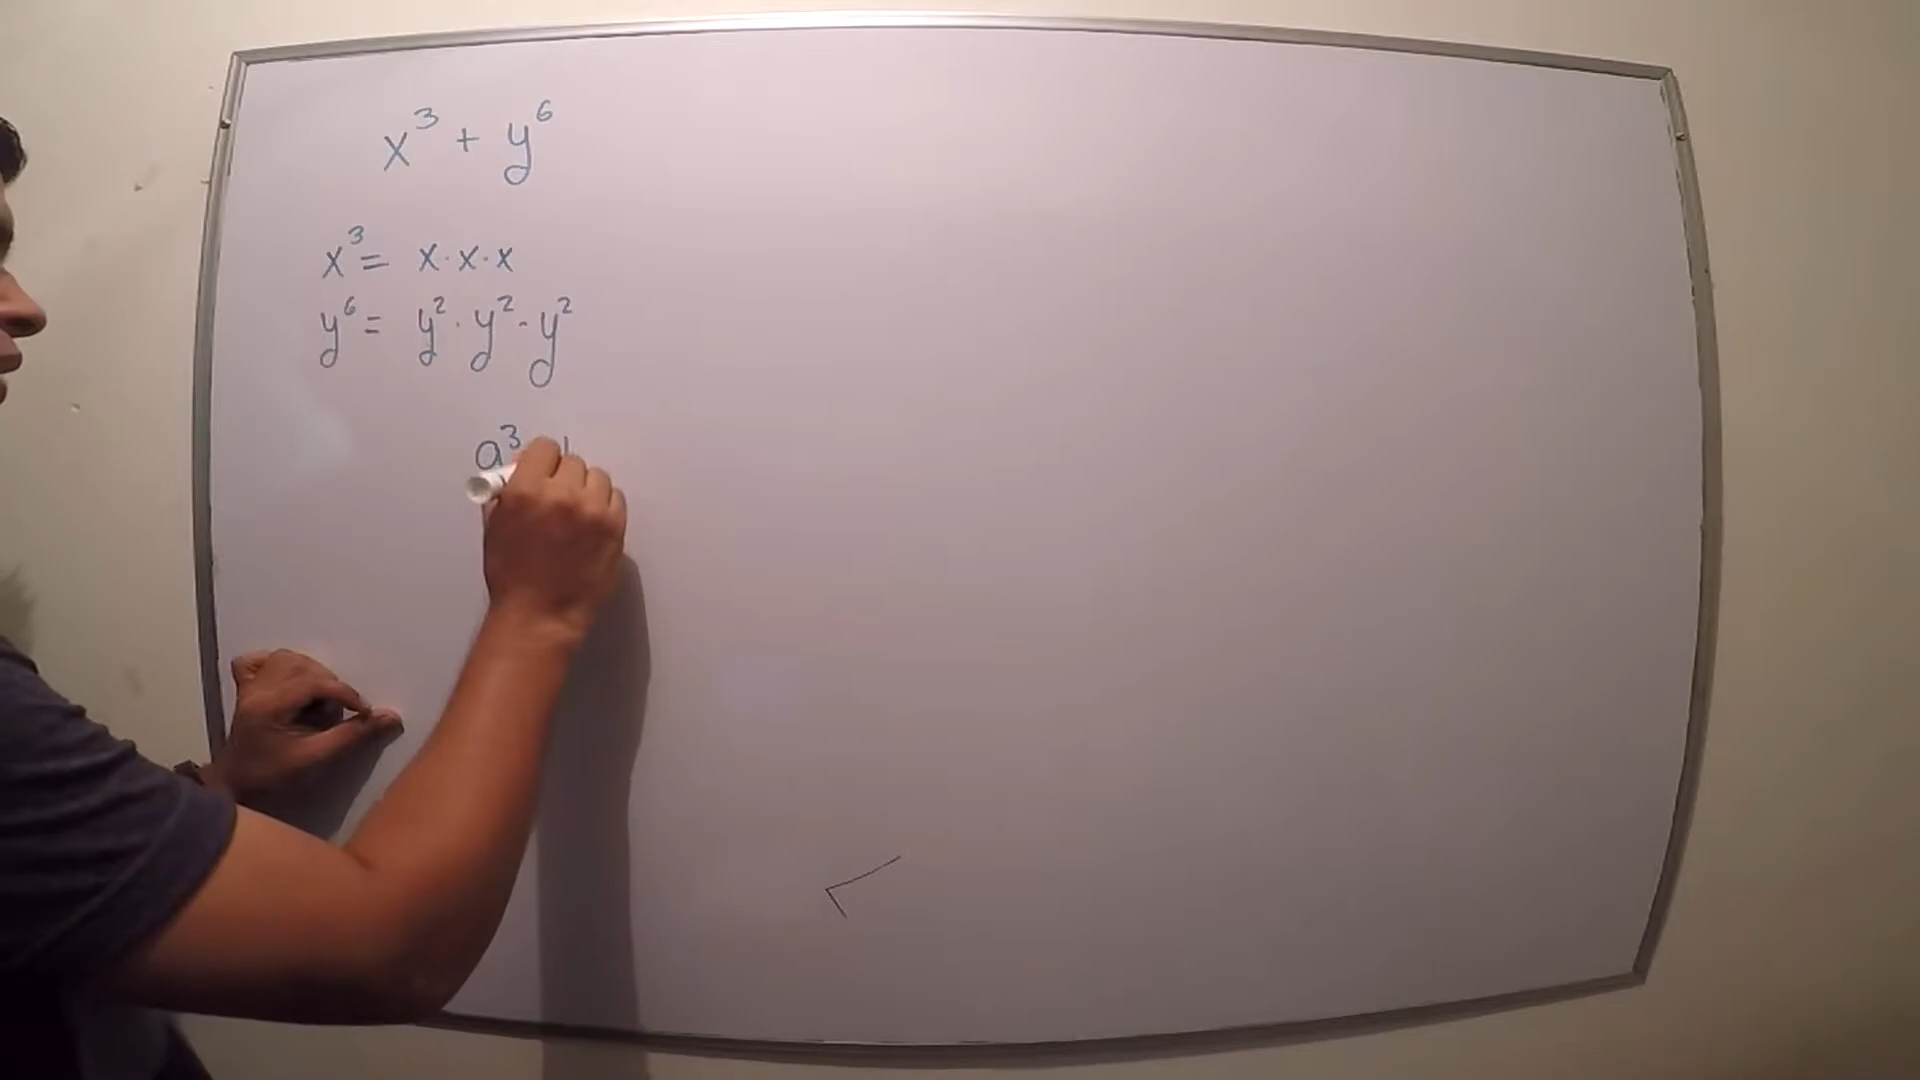 x³ + y⁶
x³ = x · x · x
y⁶ = y² · y² · y²
a³